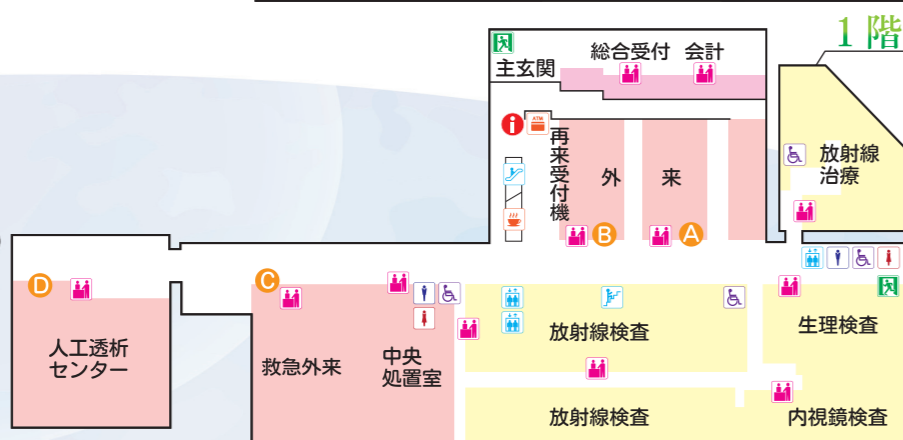 1階
主玄関
総合受付 会計
i
ATM
再来受付機
外来
放射線
治療
B
A
D
C
人工透析
センター
救急外来
中央
処置室
放射線検査
生理検査
放射線検査
内視鏡検査